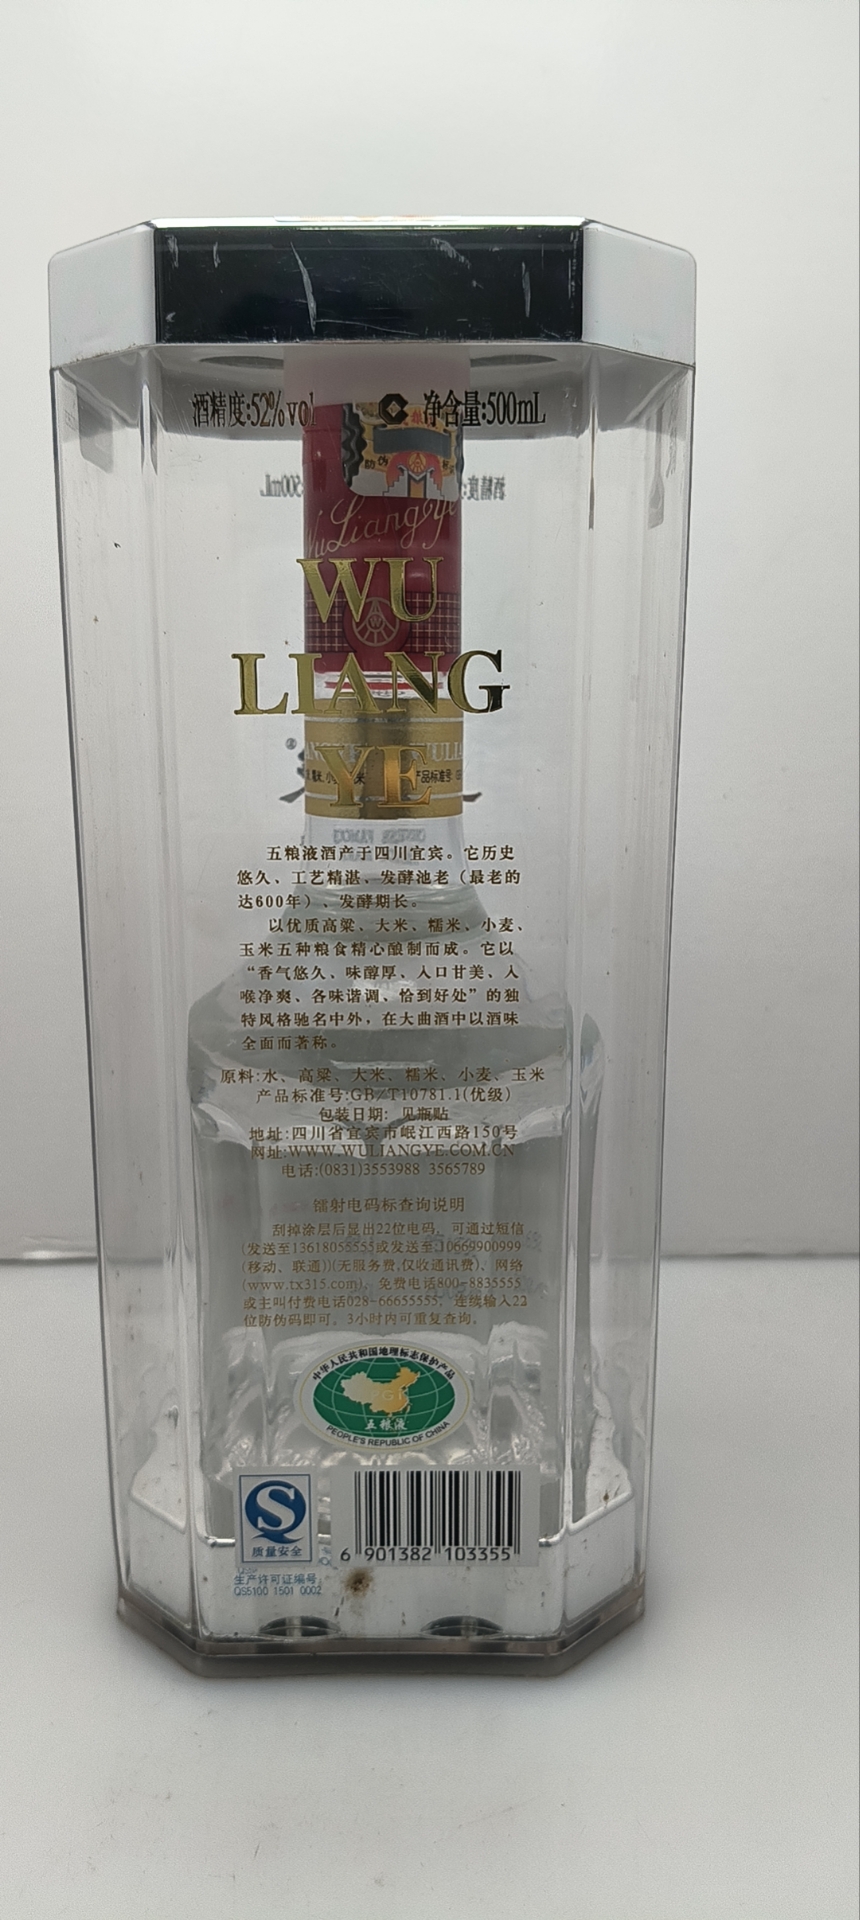 酒精度:52%vol 净含量:500mL
WuLiangYe
WU
LIANG
YE
产品标准号
五粮液酒产于四川宜宾。它历史
悠久、工艺精湛、发酵池老（最老的
达600年）、发酵期长。
以优质高粱、大米、糯米、小麦、
玉米五种粮食精心酿制而成。它以
“香气悠久、味醇厚、入口甘美、入
喉净爽、各味谐调、恰到好处”的独
特风格驰名中外，在大曲酒中以酒味
全面而著称。
原料:水、高粱、大米、糯米、小麦、玉米
产品标准号:GB/T10781.1(优级)
包装日期: 见瓶贴
地址:四川省宜宾市岷江西路150号
网址:WWW.WULIANGYE.COM.CN
电话:(0831)3553988 3565789
镭射电码标查询说明
刮掉涂层后显出22位电码，可通过短信
(发送至13618055555或发送至:10669900999
(移动、联通))(无服务费,仅收通讯费)、网络
(www.tx315.com)、免费电话800-8835555
或主叫付费电话028-66655555，连续输入22
位防伪码即可，3小时内可重复查询。
中华人民共和国地理标志保护产品
PGI
五粮液
PEOPLE'S REPUBLIC OF CHINA
质量安全
6 901382 103355
生产许可证编号
QS5100 1501 0002